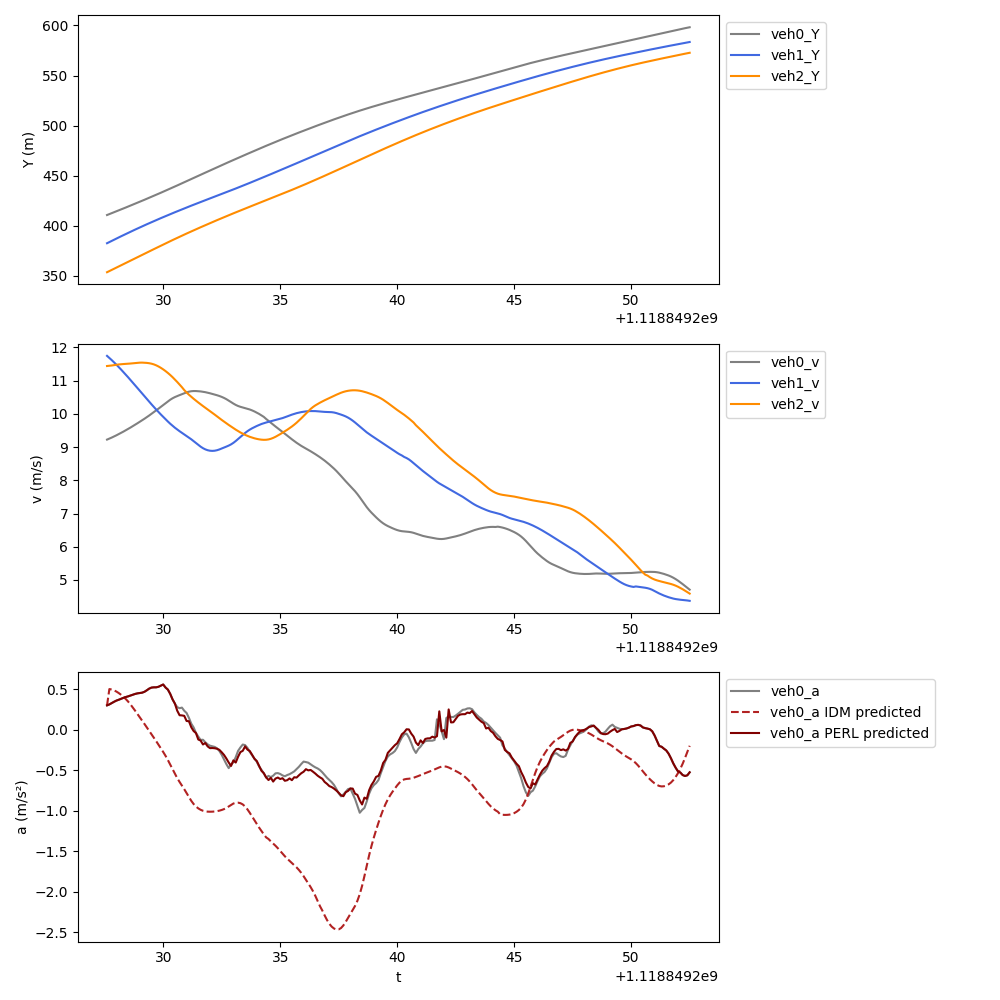 600
550
500
450
400
350
Y (m)
30 35 40 45 50
+1.1188492e9
veh0_Y
veh1_Y
veh2_Y
12
11
10
9
8
7
6
5
v (m/s)
30 35 40 45 50
+1.1188492e9
veh0_v
veh1_v
veh2_v
0.5
0.0
−0.5
−1.0
−1.5
−2.0
−2.5
a (m/s²)
30 35 40 45 50
t
+1.1188492e9
veh0_a
veh0_a IDM predicted
veh0_a PERL predicted